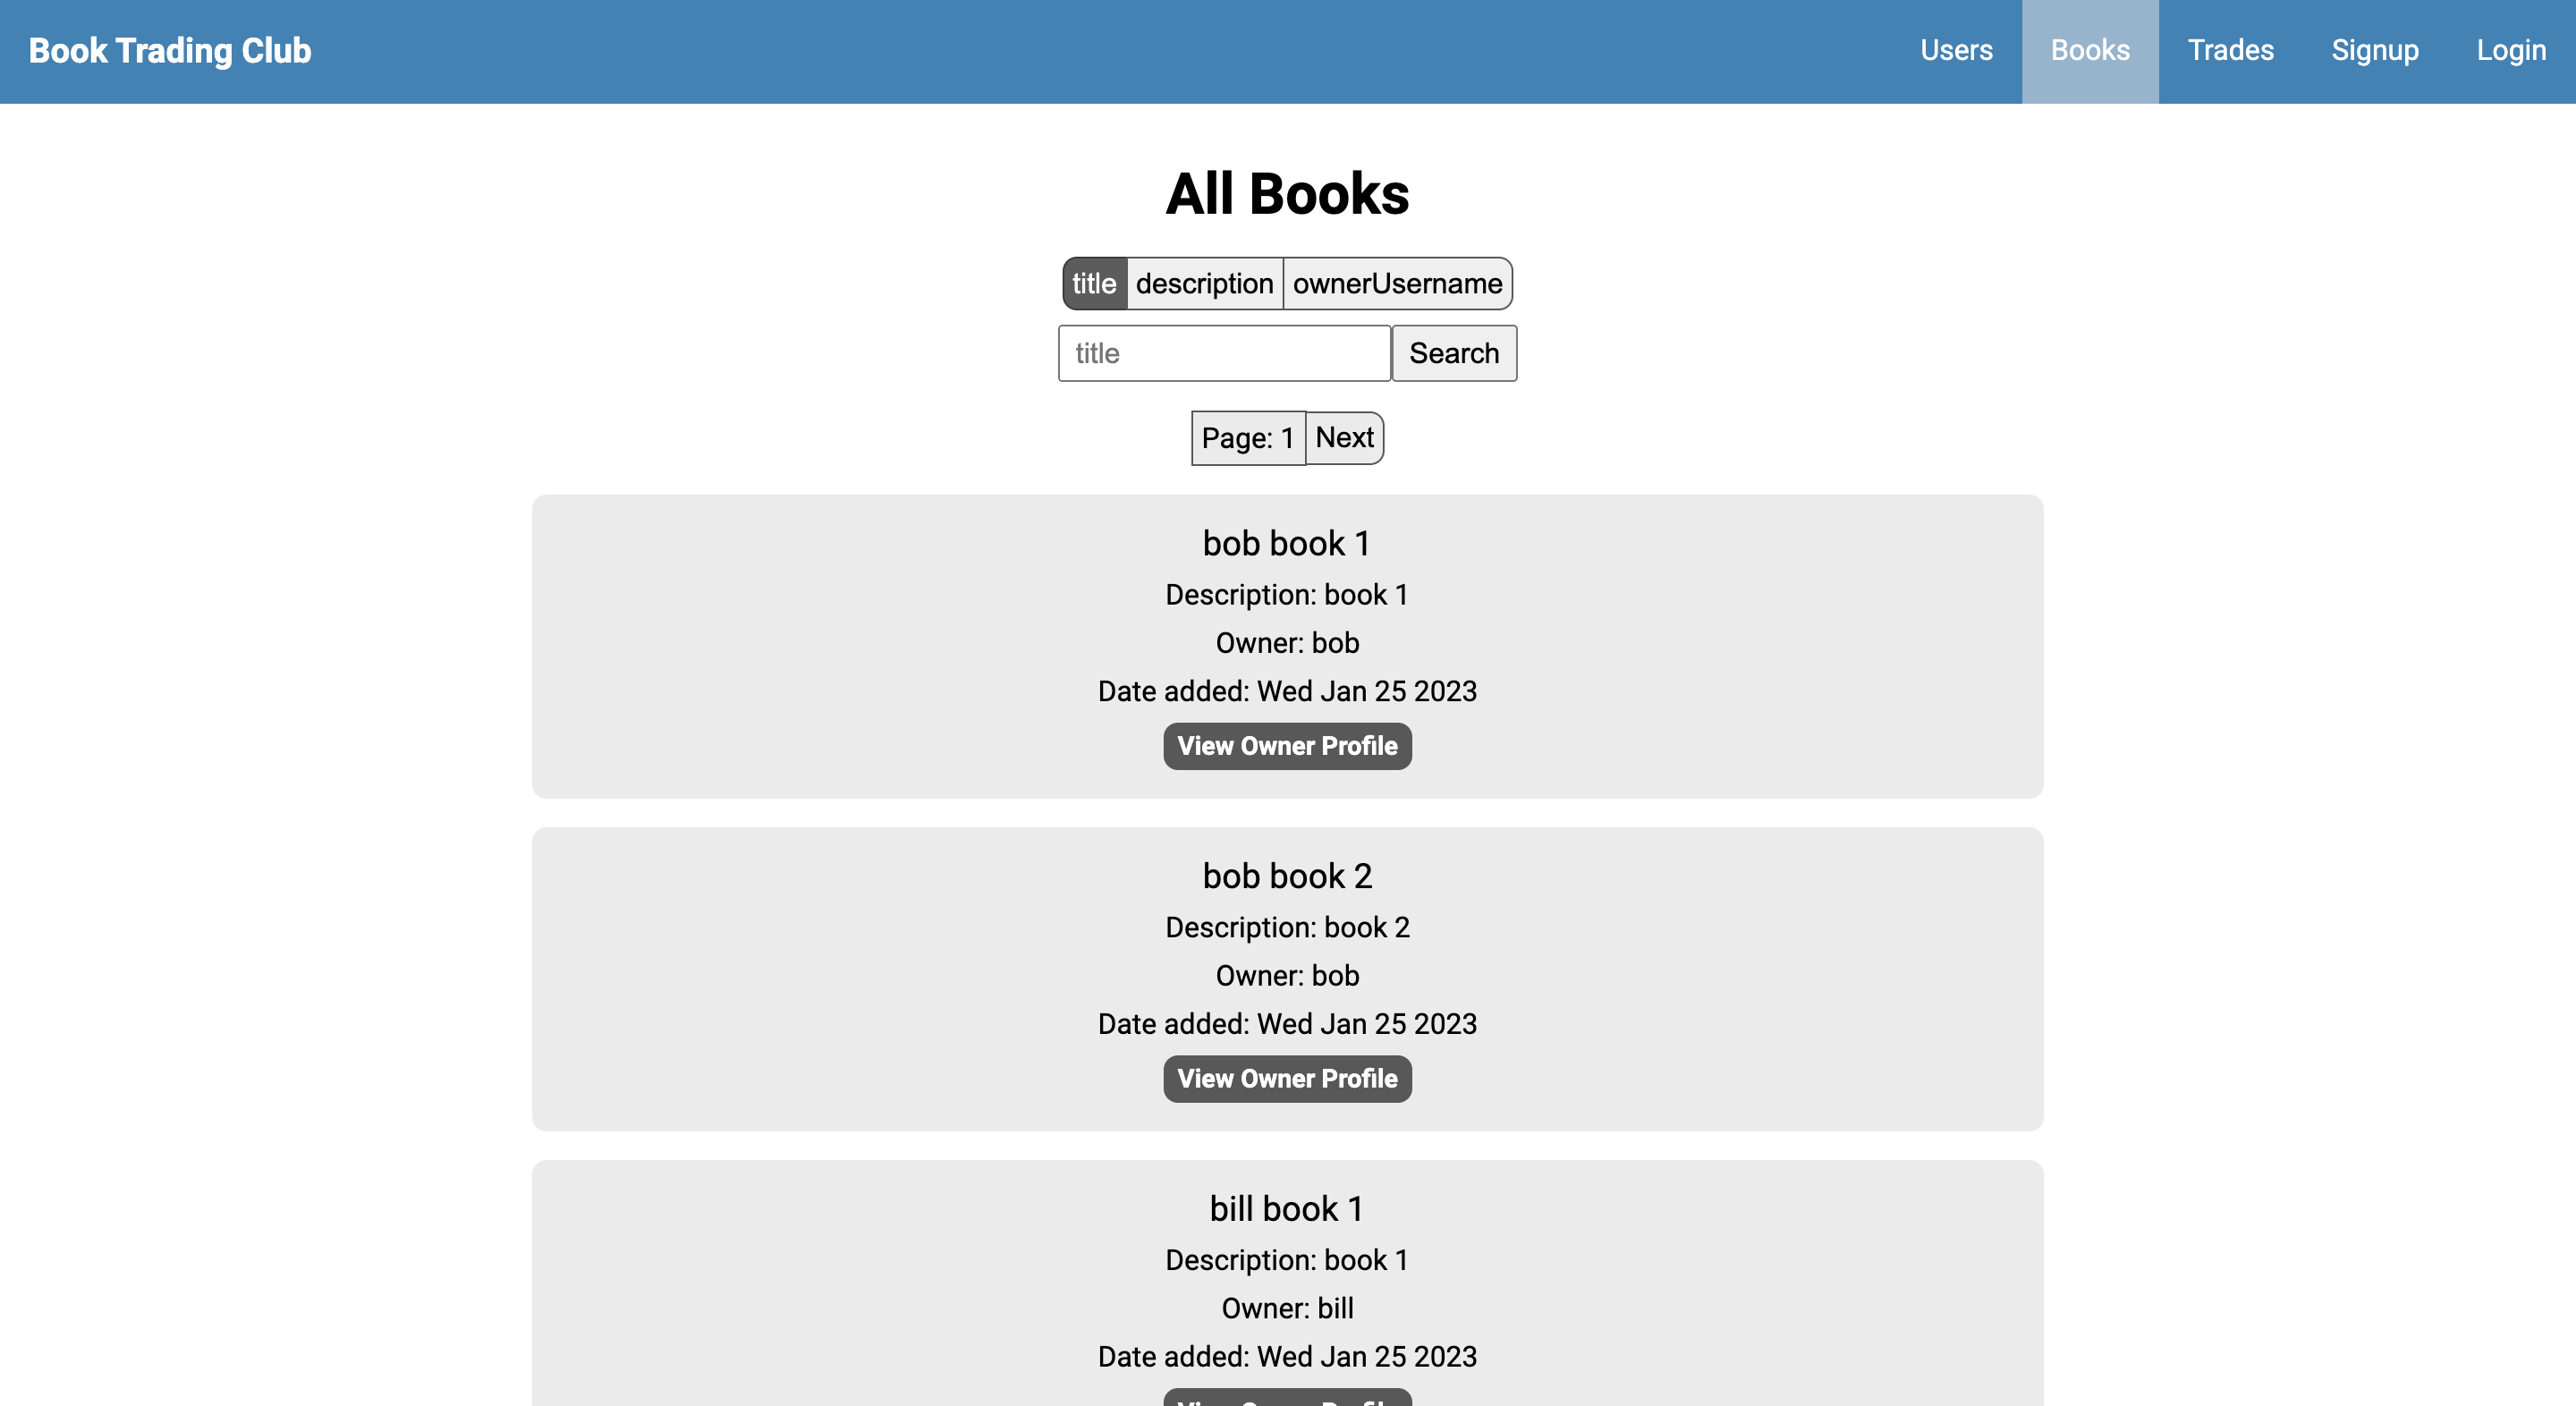 Book Trading Club Users Books Trades Signup Login
All Books
title description ownerUsername
title Search
Page: 1 Next
bob book 1
Description: book 1
Owner: bob
Date added: Wed Jan 25 2023
View Owner Profile
bob book 2
Description: book 2
Owner: bob
Date added: Wed Jan 25 2023
View Owner Profile
bill book 1
Description: book 1
Owner: bill
Date added: Wed Jan 25 2023